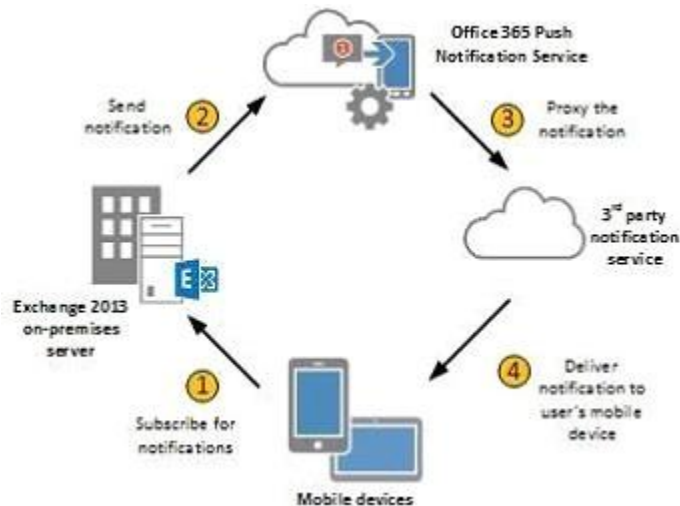 Office 365 Push
Notification Service
Send
notification
2
3
Proxy the
notification
3rd party
notification
service
E
Exchange 2013
on-premises
server
1
Subscribe for
notifications
4
Deliver
notification to
user's mobile
device
Mobile devices